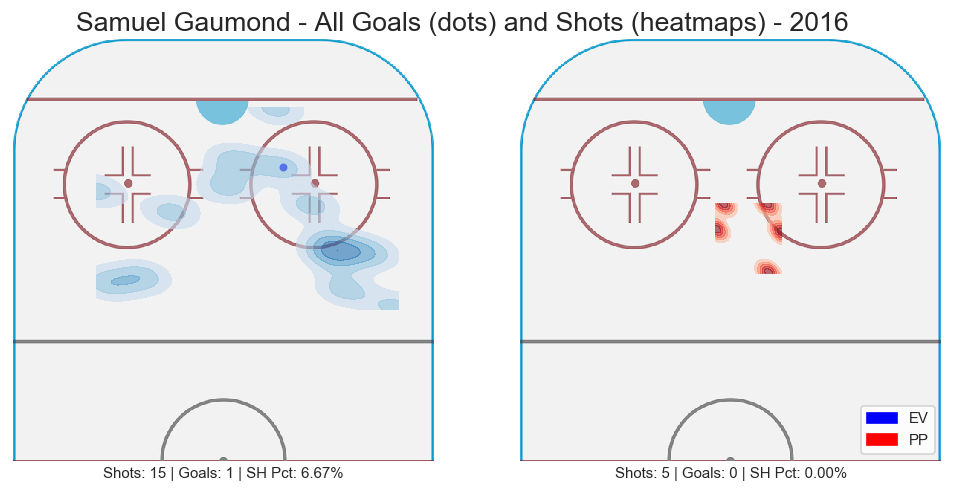 Samuel Gaumond - All Goals (dots) and Shots (heatmaps) - 2016
EV
PP
Shots: 15 | Goals: 1 | SH Pct: 6.67%
Shots: 5 | Goals: 0 | SH Pct: 0.00%